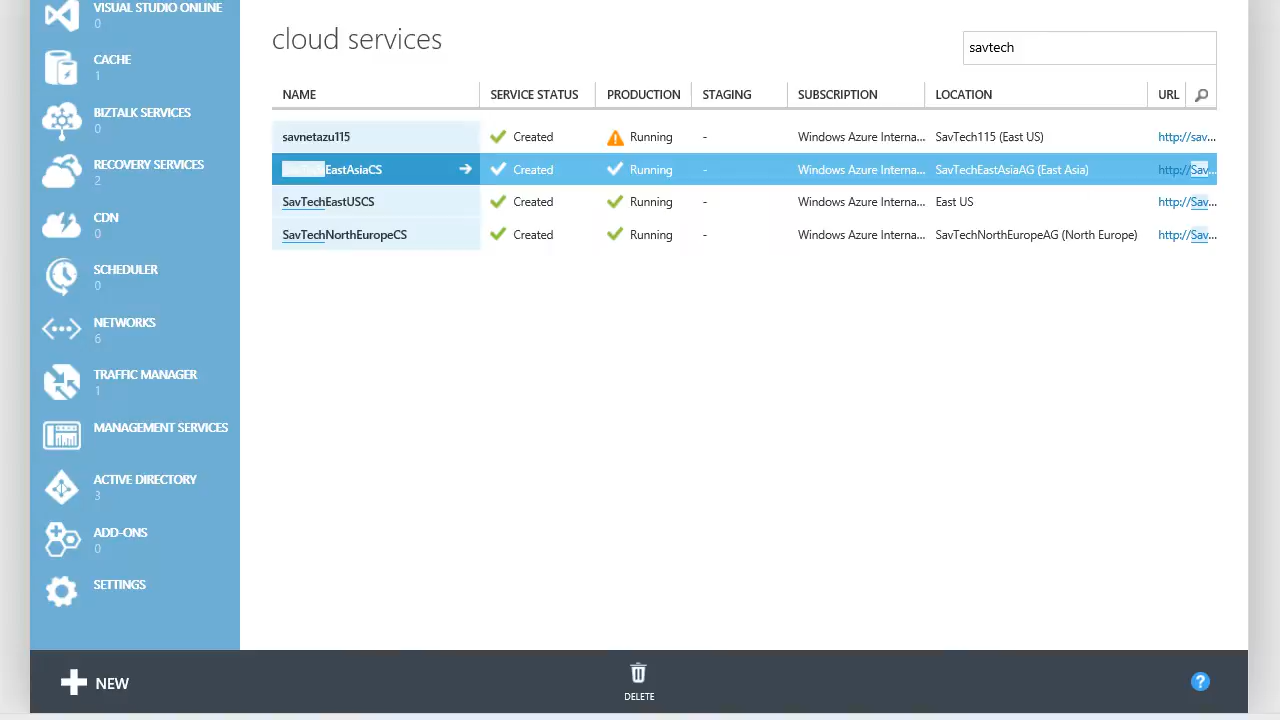 VISUAL STUDIO ONLINE
0
CACHE
1
BIZTALK SERVICES
0
RECOVERY SERVICES
2
CDN
0
SCHEDULER
0
NETWORKS
6
TRAFFIC MANAGER
1
MANAGEMENT SERVICES
ACTIVE DIRECTORY
3
ADD-ONS
0
SETTINGS
cloud services
savtech
NAME SERVICE STATUS PRODUCTION STAGING SUBSCRIPTION LOCATION URL
savnetazu115 Created Running - Windows Azure Interna... SavTech115 (East US) http://sav...
SavTechEastAsiaCS Created Running - Windows Azure Interna... SavTechEastAsiaAG (East Asia) http://Sav...
SavTechEastUSCS Created Running - Windows Azure Interna... East US http://Sav...
SavTechNorthEuropeCS Created Running - Windows Azure Interna... SavTechNorthEuropeAG (North Europe) http://Sav...
NEW
DELETE
?